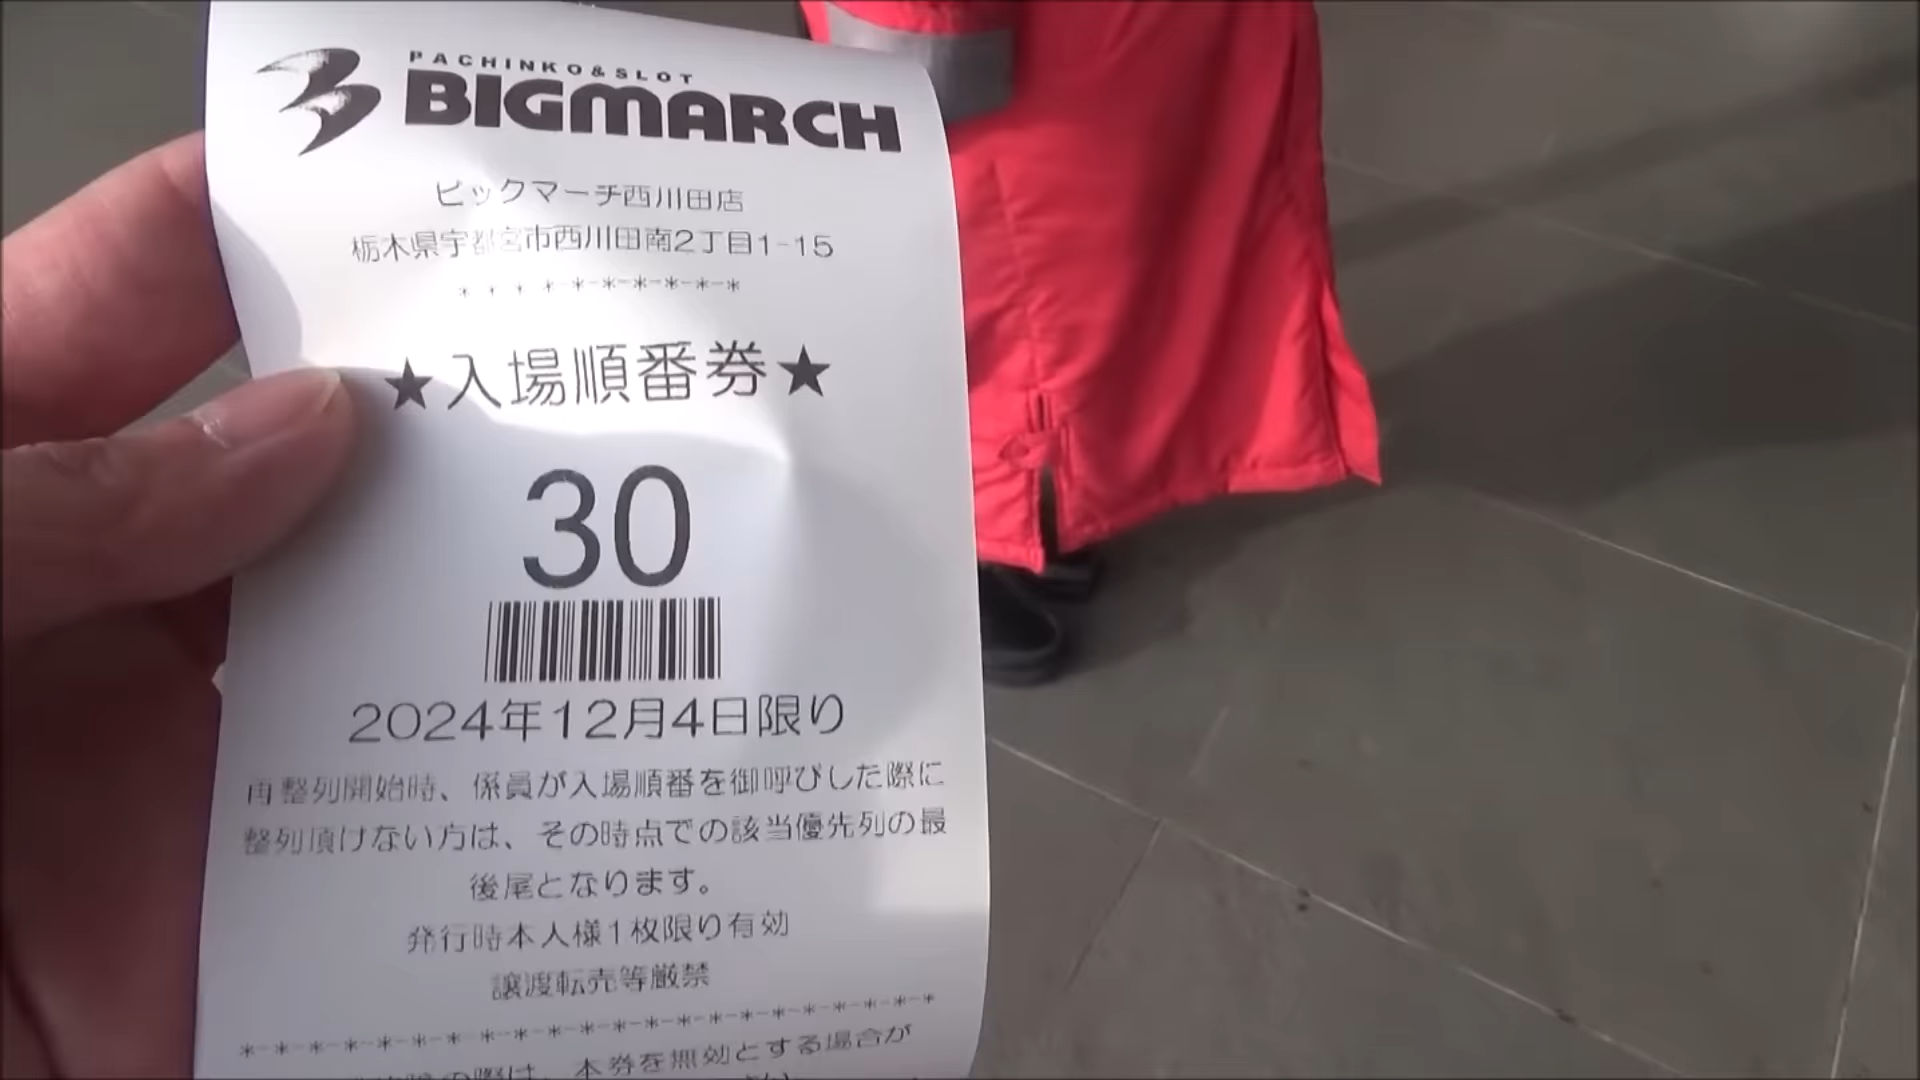 PACHINKO&SLOT
BIGMARCH
ビックマーチ西川田店
栃木県宇都宮市西川田南2丁目1-15
★入場順番券★
30
2024年12月4日限り
再整列開始時、係員が入場順番を御呼びした際に
整列頂けない方は、その時点での該当優先列の最
後尾となります。
発行時本人様1枚限り有効
譲渡転売等厳禁
の際は、本券を無効とする場合が